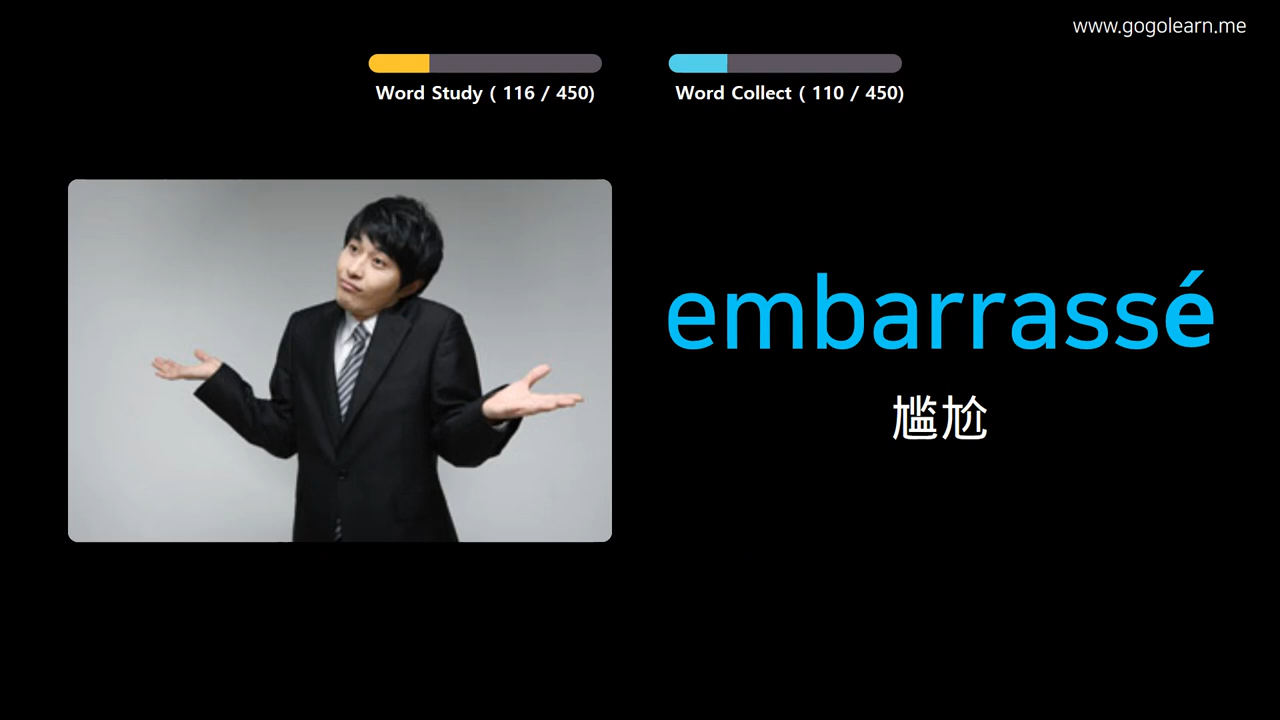 www.gogolearn.me
Word Study ( 116 / 450)
Word Collect ( 110 / 450)
embarrassé
尴尬